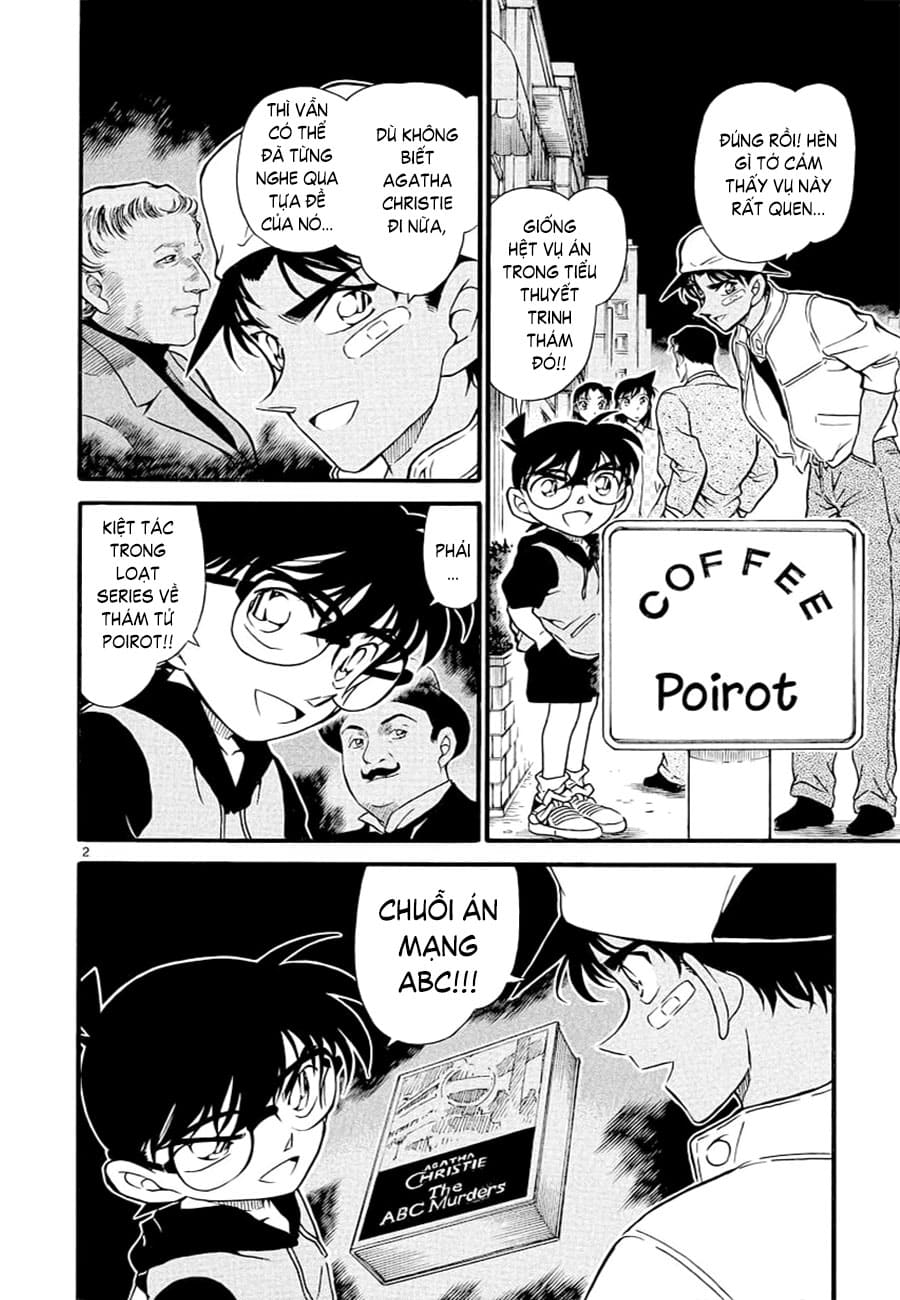 ĐÚNG RỒI! HÈN
GÌ TỚ CẢM
THẤY VỤ NÀY
RẤT QUEN...
GIỐNG
HỆT VỤ ÁN
TRONG TIỂU
THUYẾT
TRINH
THÁM
ĐÓ!!
COFFEE
Poirot
DÙ KHÔNG
BIẾT
AGATHA
CHRISTIE
ĐI NỮA,
THÌ VẪN
CÓ THỂ
ĐÃ TỪNG
NGHE QUA
TỰA ĐỀ
CỦA NÓ...
PHẢI
...
KIỆT TÁC
TRONG
LOẠT
SERIES VỀ
THÁM TỬ
POIROT!!
2
CHUỖI ÁN
MẠNG
ABC!!!
AGATHA
CHRISTIE
The
ABC Murders